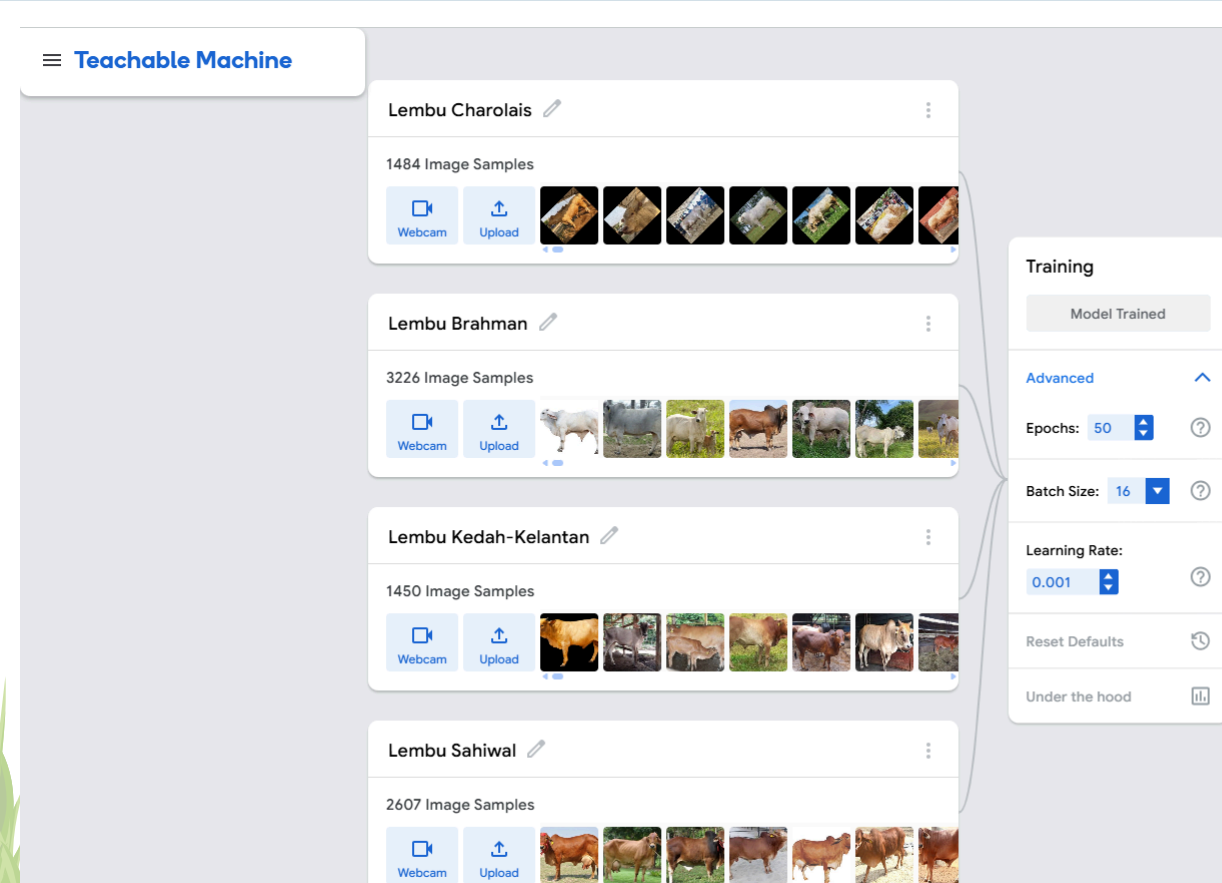 Teachable Machine
Lembu Charolais
1484 Image Samples
Webcam
Upload
Lembu Brahman
3226 Image Samples
Webcam
Upload
Lembu Kedah-Kelantan
1450 Image Samples
Webcam
Upload
Lembu Sahiwal
2607 Image Samples
Webcam
Upload
Training
Model Trained
Advanced
Epochs: 50
Batch Size: 16
Learning Rate:
0.001
Reset Defaults
Under the hood